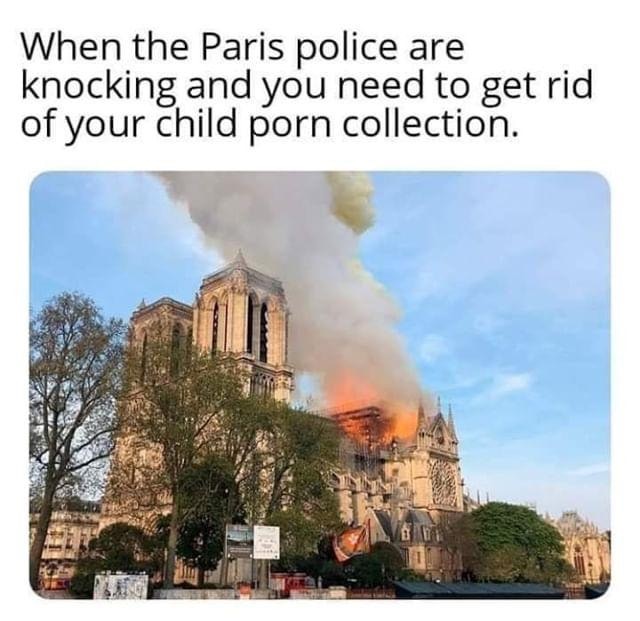 When the Paris police are
knocking and you need to get rid
of your child porn collection.